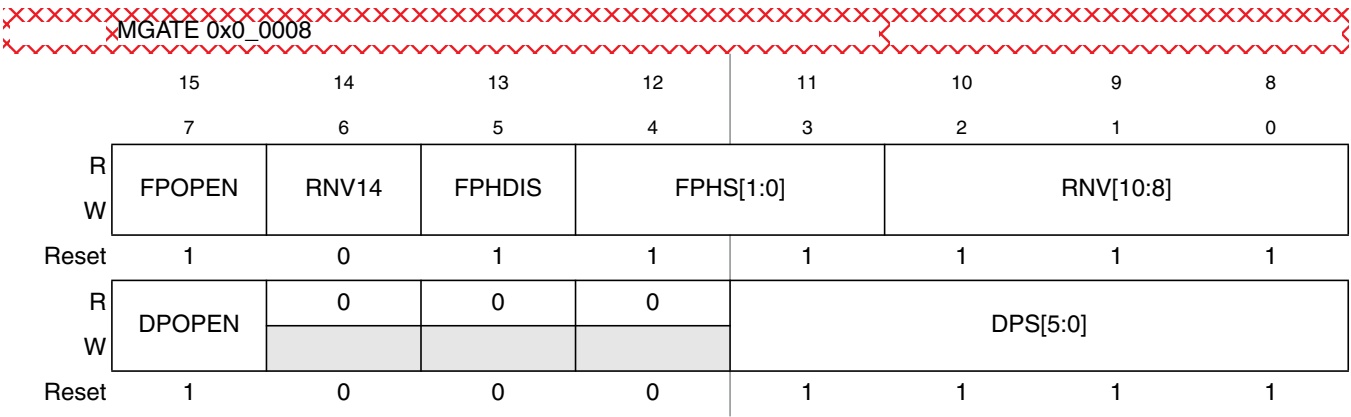 MGATE 0x0_0008
15 14 13 12 11 10 9 8
7 6 5 4 3 2 1 0
R
W
FPOPEN RNV14 FPHDIS FPHS[1:0] RNV[10:8]
Reset 1 0 1 1 1 1 1 1
R
W
DPOPEN 0 0 0 DPS[5:0]
Reset 1 0 0 0 1 1 1 1